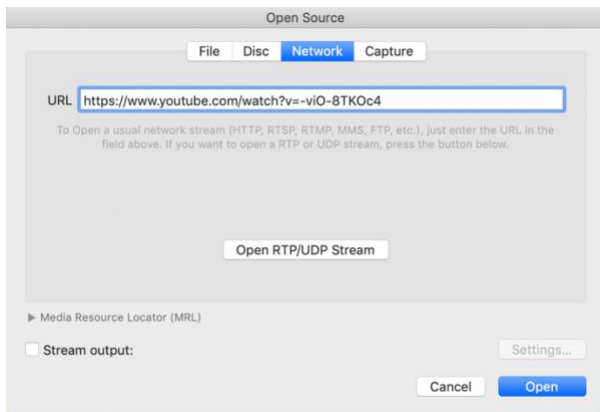 Open Source
File Disc Network Capture
URL https://www.youtube.com/watch?v=-viO-8TKOc4
To Open a usual network stream (HTTP, RTSP, RTMP, MMS, FTP, etc.), just enter the URL in the
field above. If you want to open a RTP or UDP stream, press the button below.
Open RTP/UDP Stream
Media Resource Locator (MRL)
Stream output:
Settings...
Cancel Open